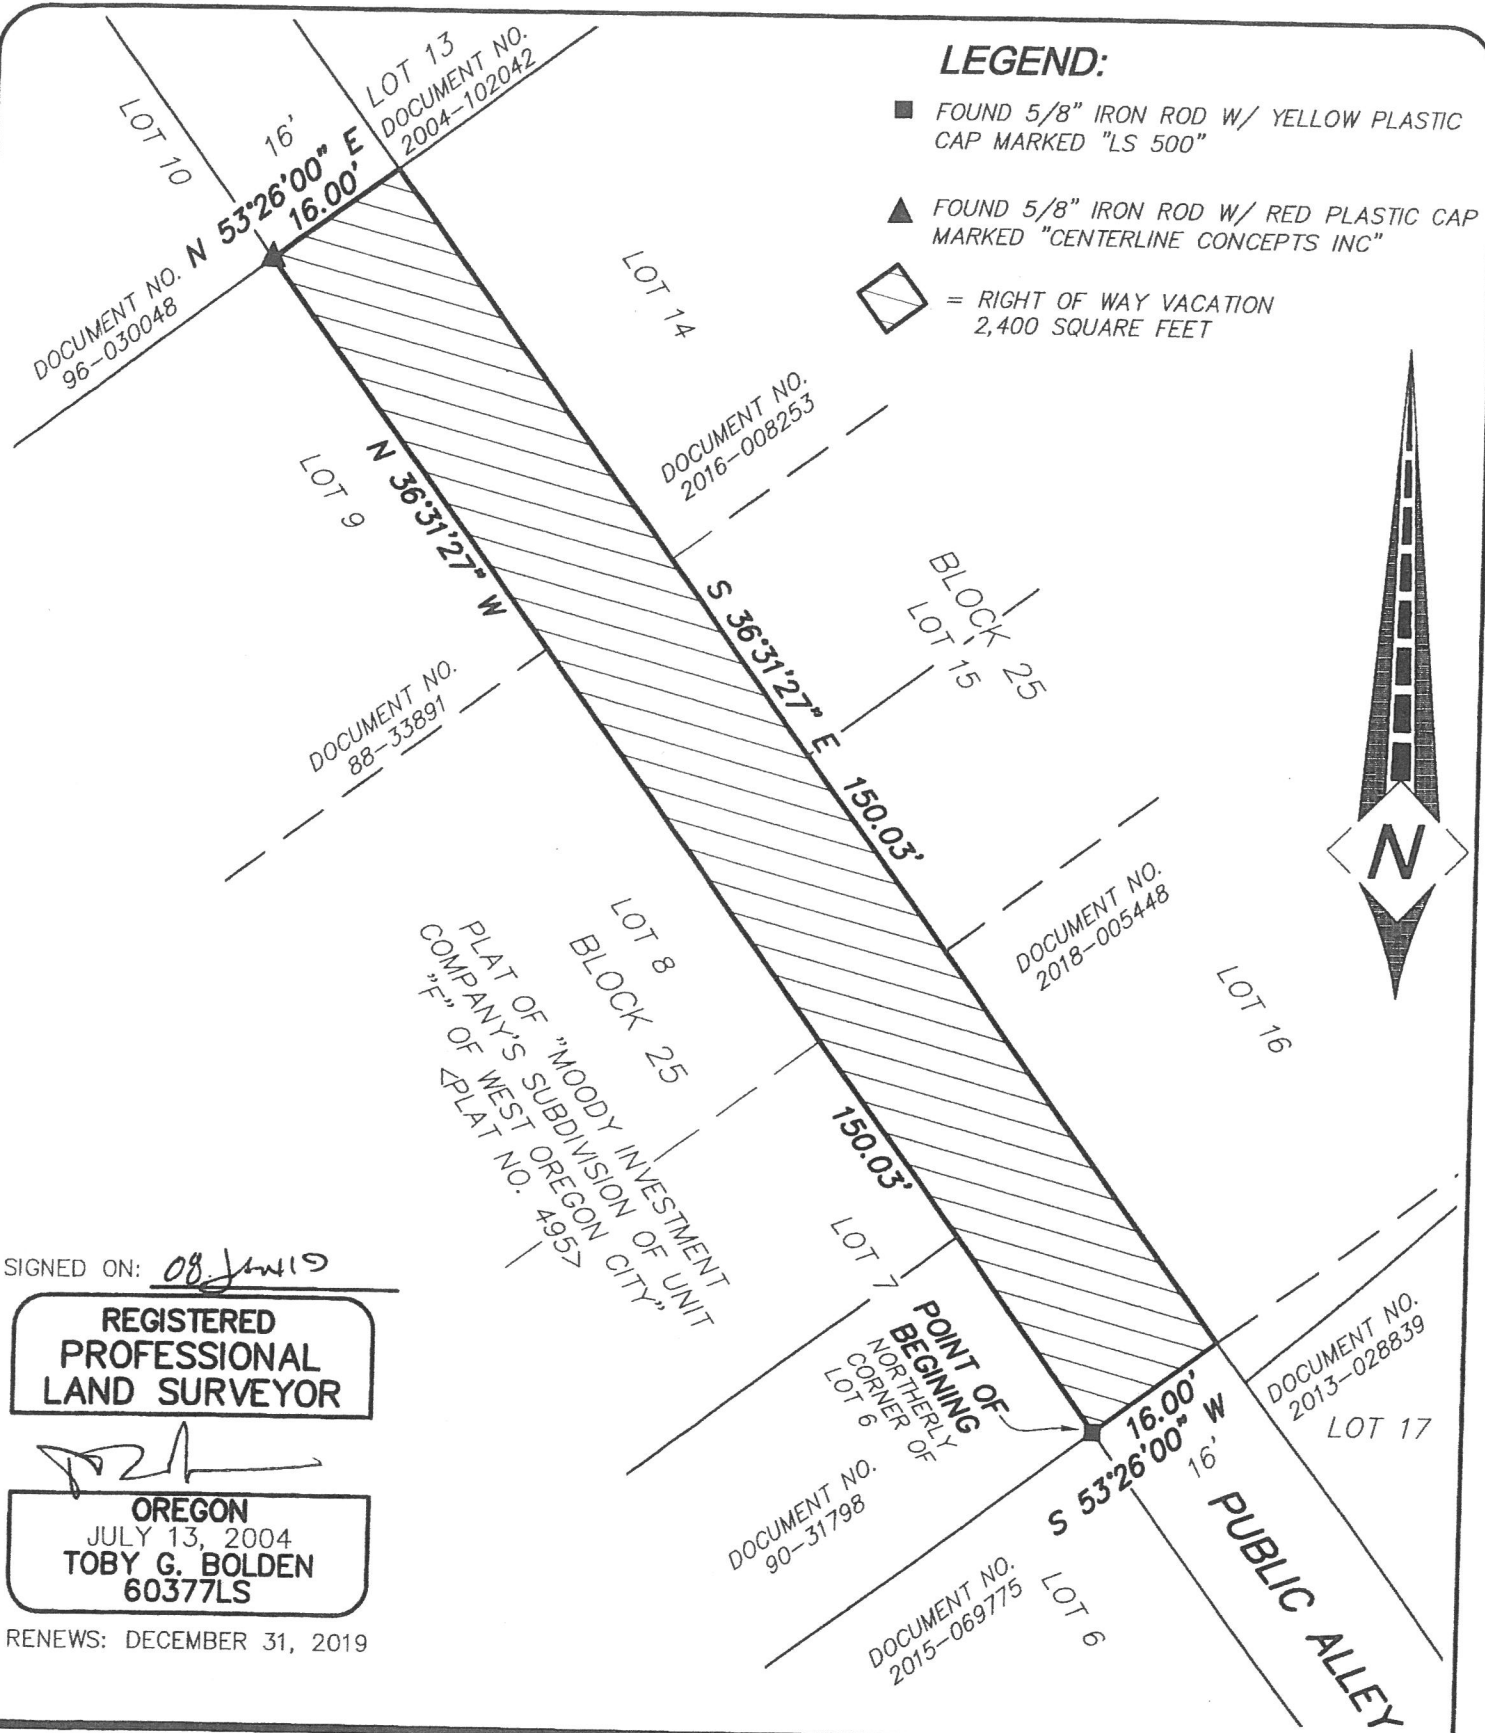 LEGEND:
FOUND 5/8" IRON ROD W/ YELLOW PLASTIC
CAP MARKED "LS 500"
FOUND 5/8" IRON ROD W/ RED PLASTIC CAP
MARKED "CENTERLINE CONCEPTS INC"
= RIGHT OF WAY VACATION
2,400 SQUARE FEET
LOT 10
16'
LOT 13
DOCUMENT NO.
2004-102042
N 53°26'00" E
16.00'
DOCUMENT NO.
96-030048
LOT 14
DOCUMENT NO.
2016-008253
LOT 9
N 36°31'27" W
S 36°31'27" E 150.03'
BLOCK 25
LOT 15
N
DOCUMENT NO.
88-33891
DOCUMENT NO.
2018-005448
LOT 16
LOT 8
BLOCK 25
PLAT OF "MOODY INVESTMENT
COMPANY'S SUBDIVISION OF UNIT
"F" OF WEST OREGON CITY"
<PLAT NO. 495>
150.03'
LOT 7
POINT OF
BEGINING
NORTHERLY
CORNER OF
LOT 6
16.00'
S 53°26'00" W
16'
DOCUMENT NO.
2013-028839
LOT 17
DOCUMENT NO.
90-31798
DOCUMENT NO.
2015-069775
LOT 6
PUBLIC ALLEY
SIGNED ON: 08.JAN19
REGISTERED
PROFESSIONAL
LAND SURVEYOR
OREGON
JULY 13, 2004
TOBY G. BOLDEN
60377LS
RENEWS: DECEMBER 31, 2019